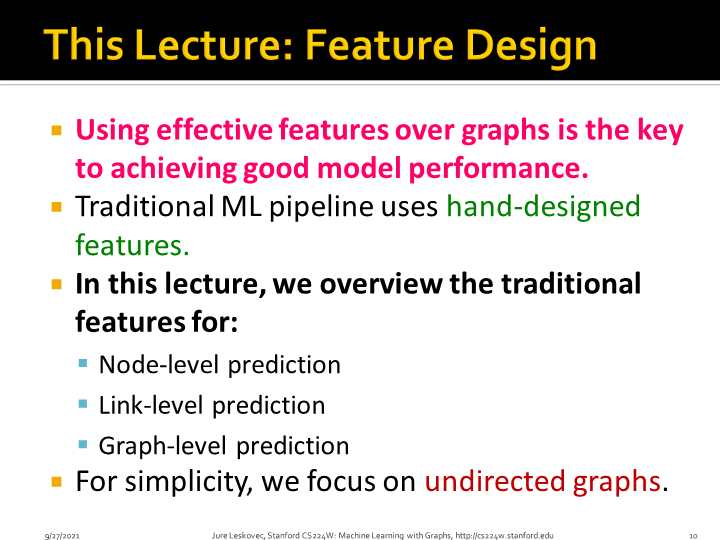 This Lecture: Feature Design
Using effective features over graphs is the key
to achieving good model performance.
Traditional ML pipeline uses hand-designed
features.
In this lecture, we overview the traditional
features for:
Node-level prediction
Link-level prediction
Graph-level prediction
For simplicity, we focus on undirected graphs.
9/27/2021
Jure Leskovec, Stanford CS224W: Machine Learning with Graphs, http://cs224w.stanford.edu
10